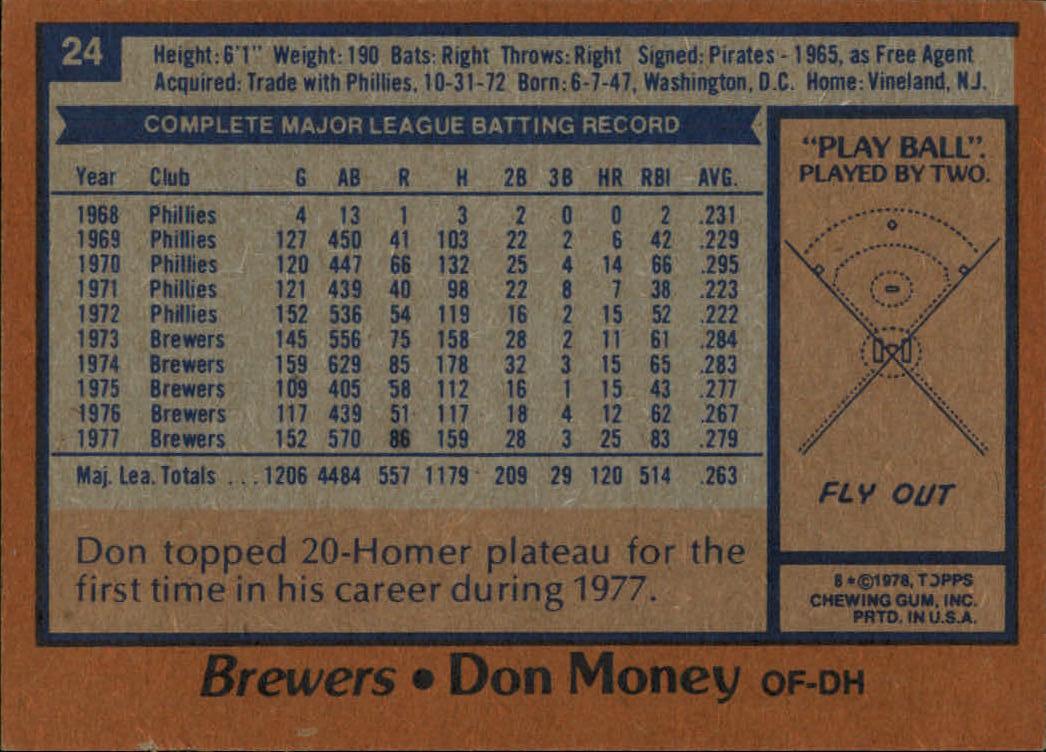 24
Height: 6'1" Weight: 190 Bats: Right Throws: Right Signed: Pirates - 1965, as Free Agent
Acquired: Trade with Phillies, 10-31-72 Born: 6-7-47, Washington, D.C. Home: Vineland, N.J.
COMPLETE MAJOR LEAGUE BATTING RECORD
Year Club G AB R H 2B 3B HR RBI AVG.
1968 Phillies 4 13 1 3 2 0 0 2 .231
1969 Phillies 127 450 41 103 22 2 6 42 .229
1970 Phillies 120 447 66 132 25 4 14 66 .295
1971 Phillies 121 439 40 98 22 8 7 38 .223
1972 Phillies 152 536 54 119 16 2 15 52 .222
1973 Brewers 145 556 75 158 28 2 11 61 .284
1974 Brewers 159 629 85 178 32 3 15 65 .283
1975 Brewers 109 405 58 112 16 1 15 43 .277
1976 Brewers 117 439 51 117 18 4 12 62 .267
1977 Brewers 152 570 86 159 28 3 25 83 .279
Maj. Lea. Totals ... 1206 4484 557 1179 209 29 120 514 .263
Don topped 20-Homer plateau for the
first time in his career during 1977.
"PLAY BALL".
PLAYED BY TWO.
FLY OUT
8*©1978, TOPPS
CHEWING GUM, INC.
PRTD. IN U.S.A.
Brewers • Don Money OF-DH